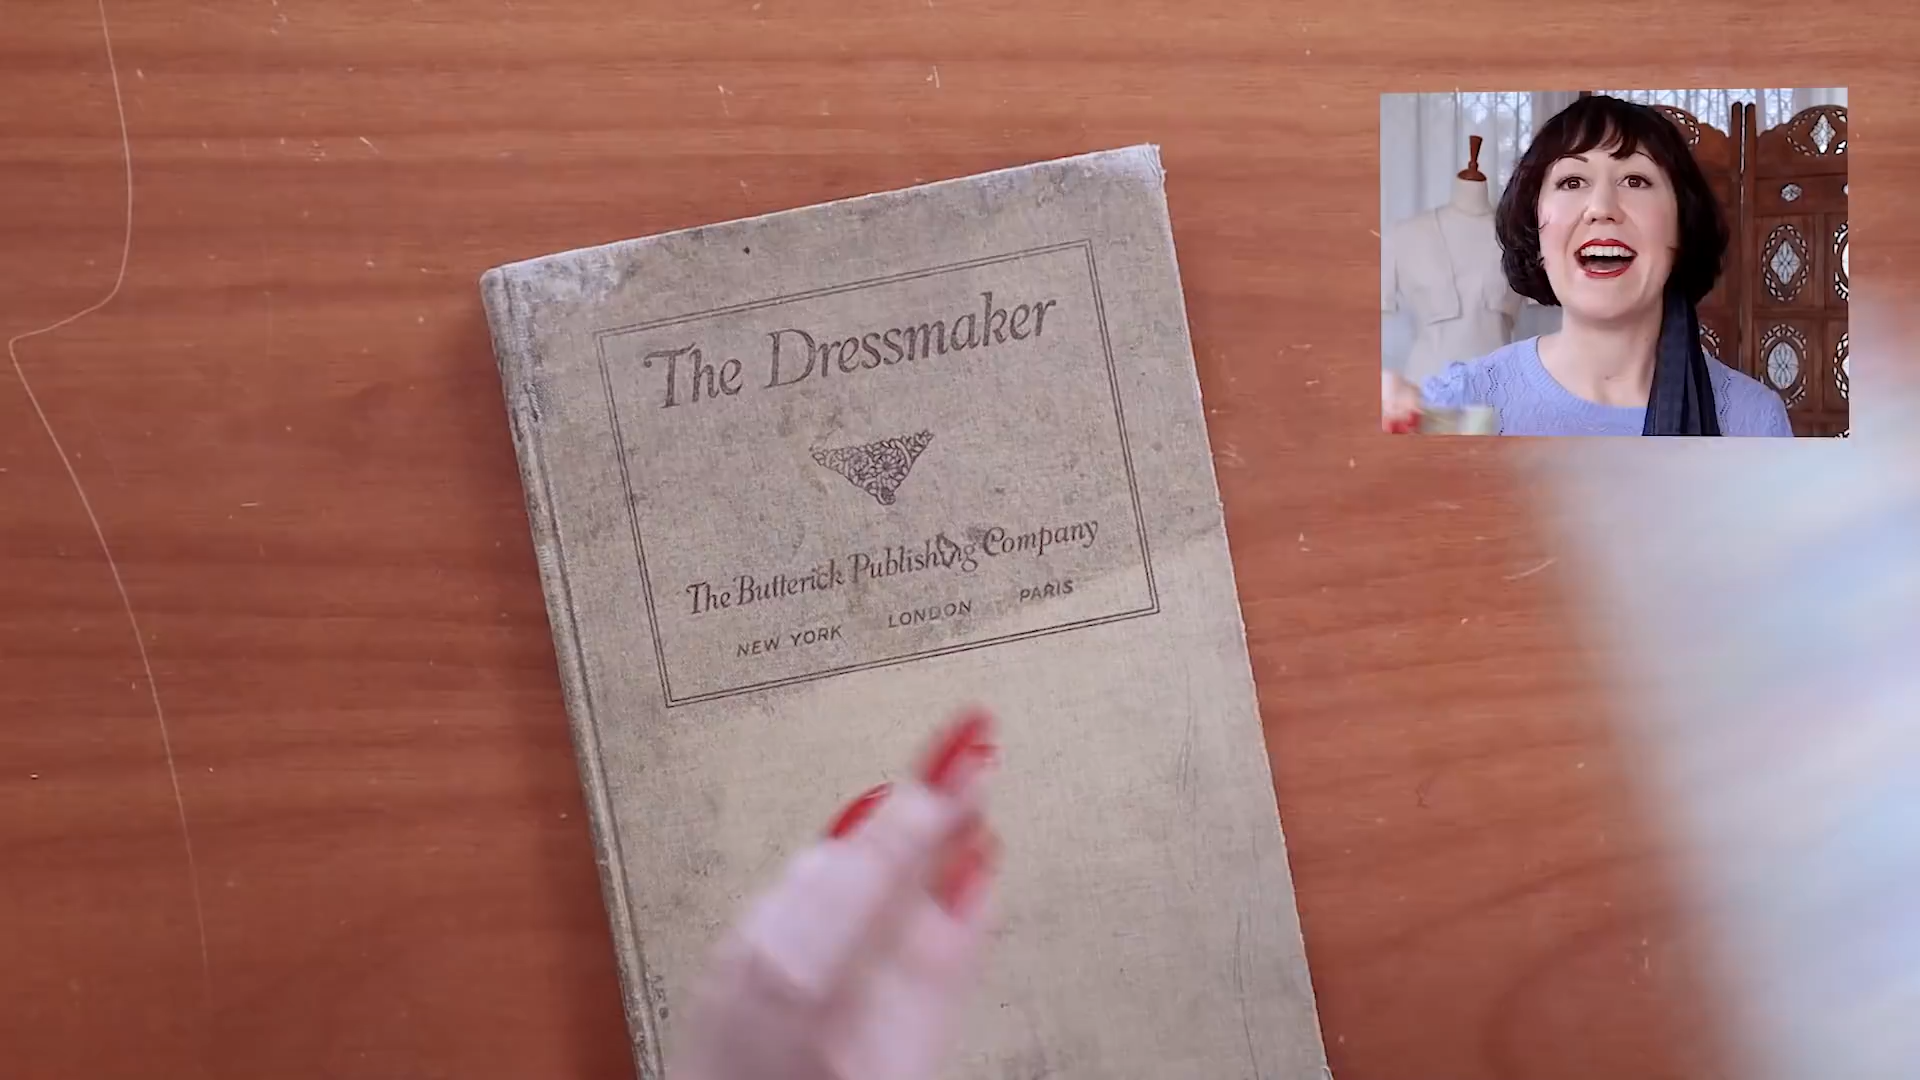 The Dressmaker
The Butterick Publishing Company
NEW YORK LONDON PARIS